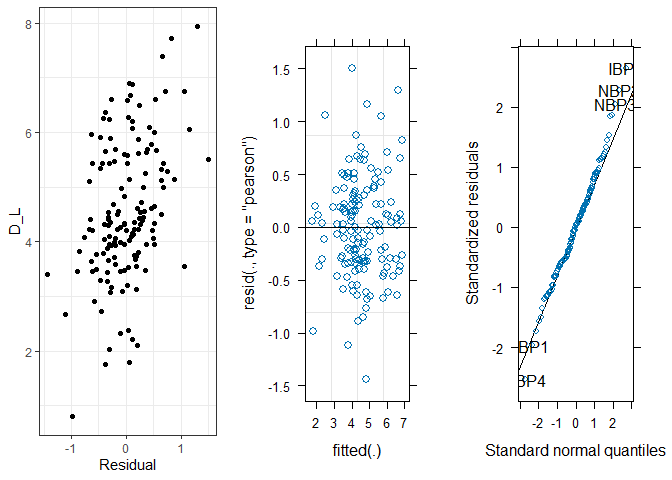 D_L
8
6
4
2
-1
0
1
Residual
resid(., type = "pearson")
1.5
1.0
0.5
0.0
-0.5
-1.0
-1.5
2 3 4 5 6 7
fitted(.)
Standardized residuals
2
1
0
-1
-2
IBP
NBP
NBP
BP1
BP4
-2 -1 0 1 2
Standard normal quantiles